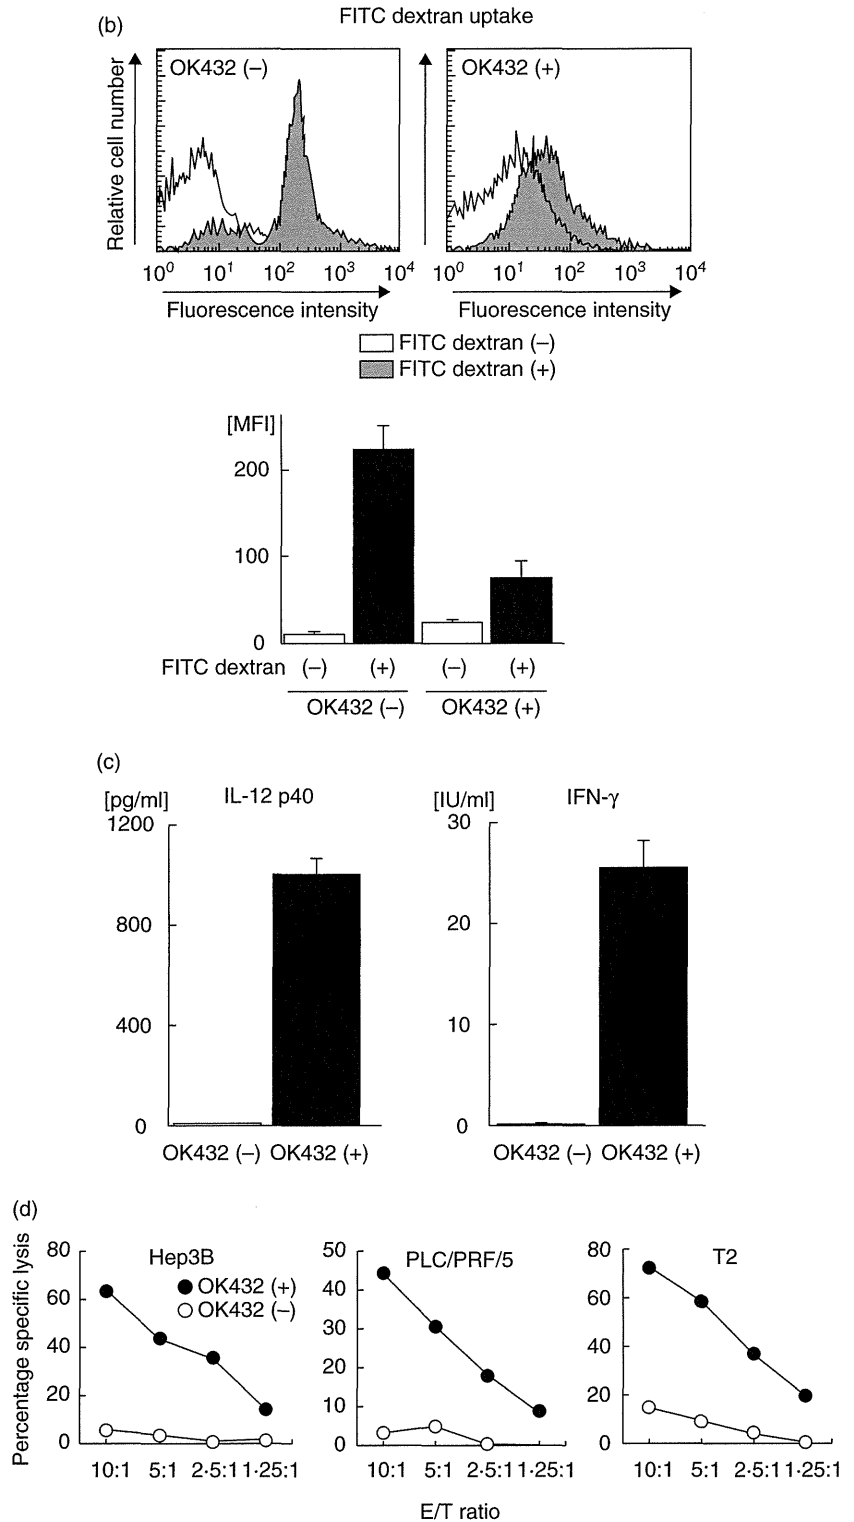 (b)
FITC dextran uptake
Relative cell number
OK432 (–)
OK432 (+)
10⁰ 10¹ 10² 10³ 10⁴
10⁰ 10¹ 10² 10³ 10⁴
Fluorescence intensity
Fluorescence intensity
FITC dextran (–)
FITC dextran (+)
[MFI]
200
100
0
FITC dextran (–) (+) (–) (+)
OK432 (–) OK432 (+)
(c)
[pg/ml] IL-12 p40
1200
800
400
0
OK432 (–) OK432 (+)
[IU/ml] IFN-γ
30
20
10
0
OK432 (–) OK432 (+)
(d)
Percentage specific lysis
80
60
40
20
0
Hep3B
OK432 (+)
OK432 (–)
10:1 5:1 2·5:1 1·25:1
50
40
30
20
10
0
PLC/PRF/5
10:1 5:1 2·5:1 1·25:1
80
60
40
20
0
T2
10:1 5:1 2·5:1 1·25:1
E/T ratio